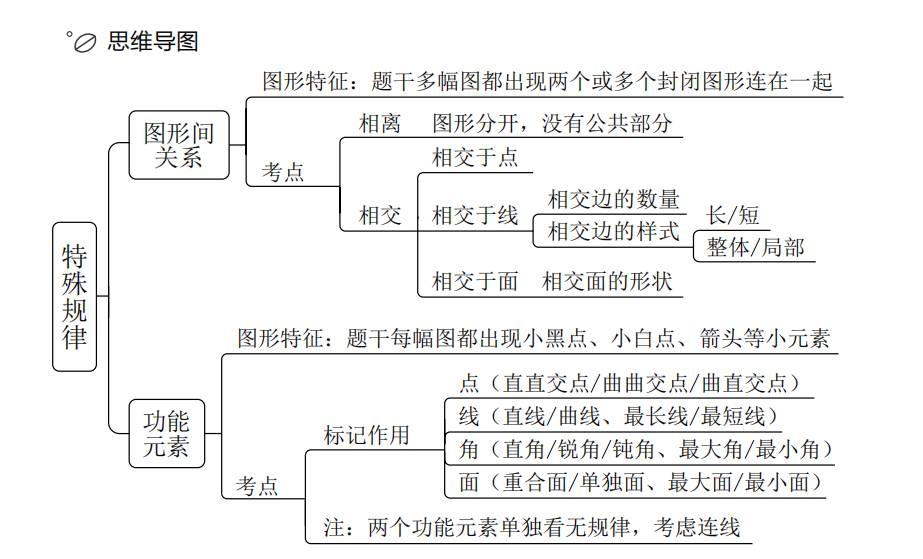 思维导图
特殊规律
图形间关系
图形特征：题干多幅图都出现两个或多个封闭图形连在一起
考点
相离 图形分开，没有公共部分
相交
相交于点
相交于线
相交边的数量
相交边的样式
长/短
整体/局部
相交于面 相交面的形状
功能元素
图形特征：题干每幅图都出现小黑点、小白点、箭头等小元素
考点
标记作用
点（直直交点/曲曲交点/曲直交点）
线（直线/曲线、最长线/最短线）
角（直角/锐角/钝角、最大角/最小角）
面（重合面/单独面、最大面/最小面）
注：两个功能元素单独看无规律，考虑连线